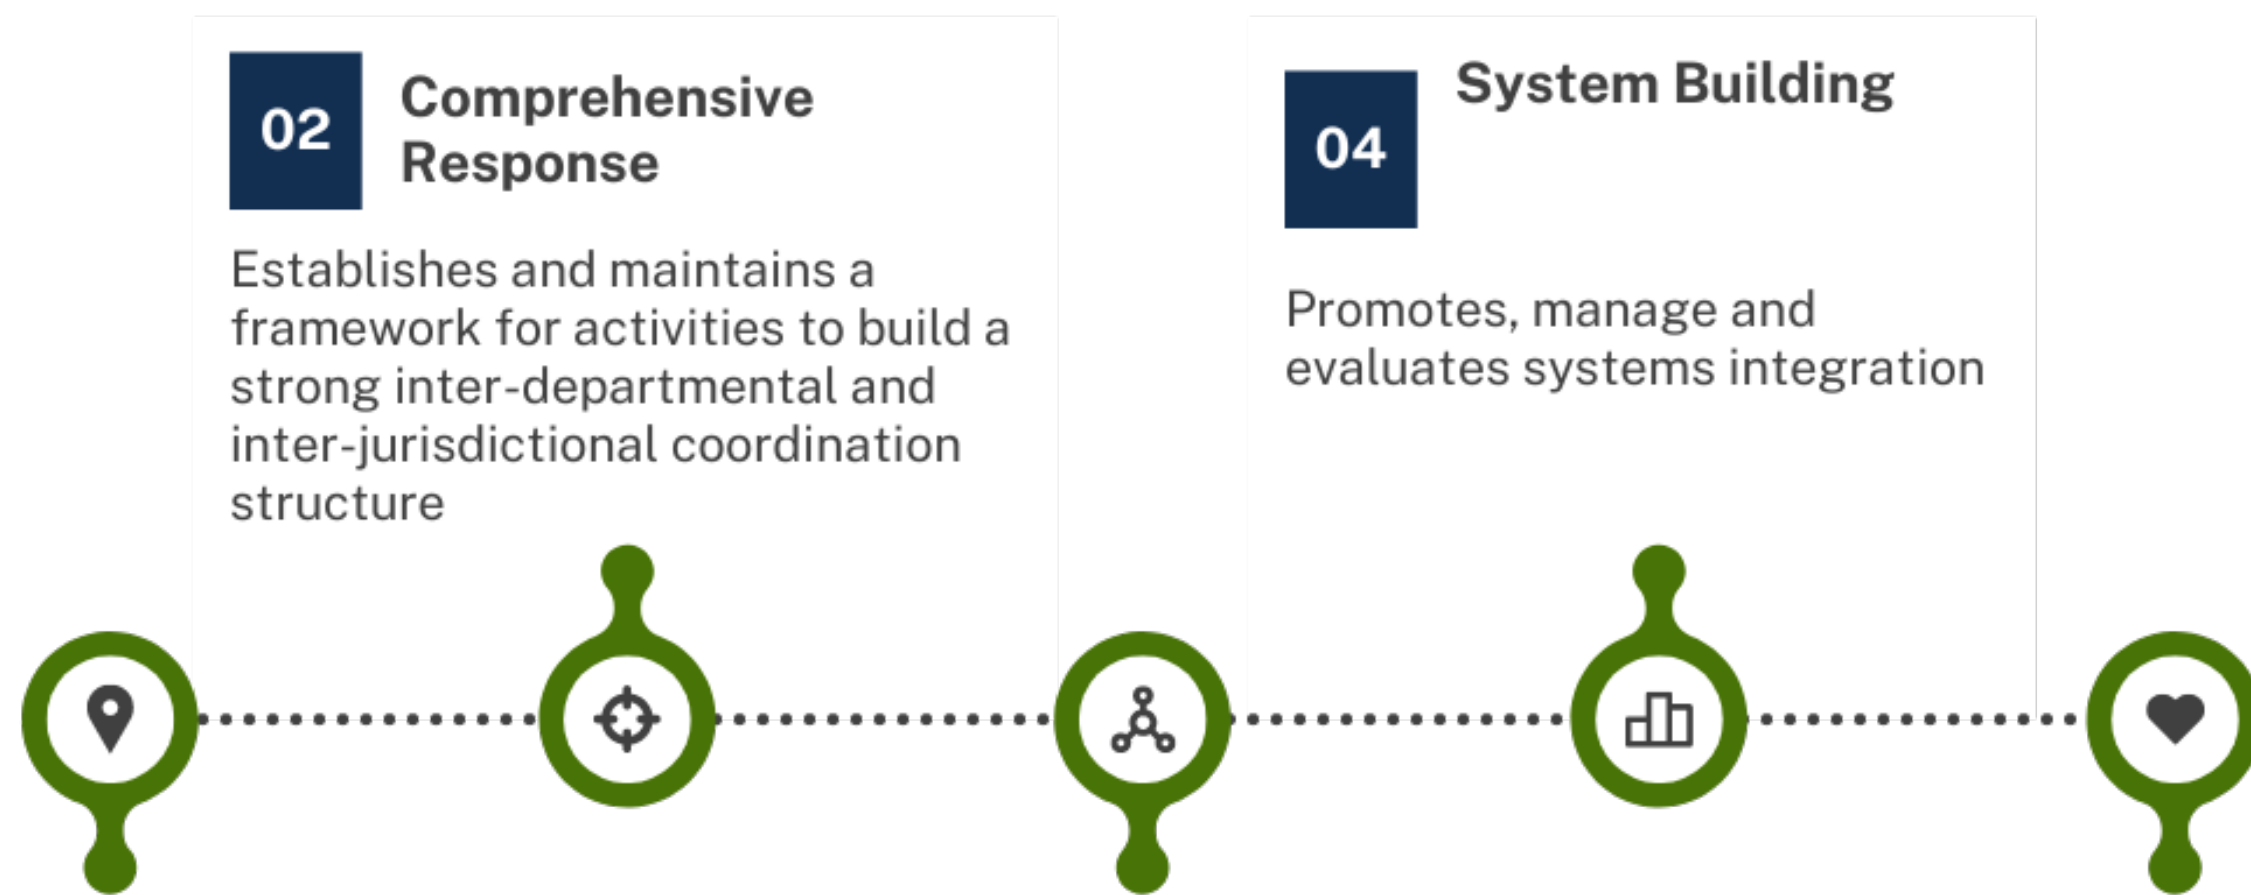 02
Comprehensive
Response
Establishes and maintains a
framework for activities to build a
strong inter-departmental and
inter-jurisdictional coordination
structure
04
System Building
Promotes, manage and
evaluates systems integration